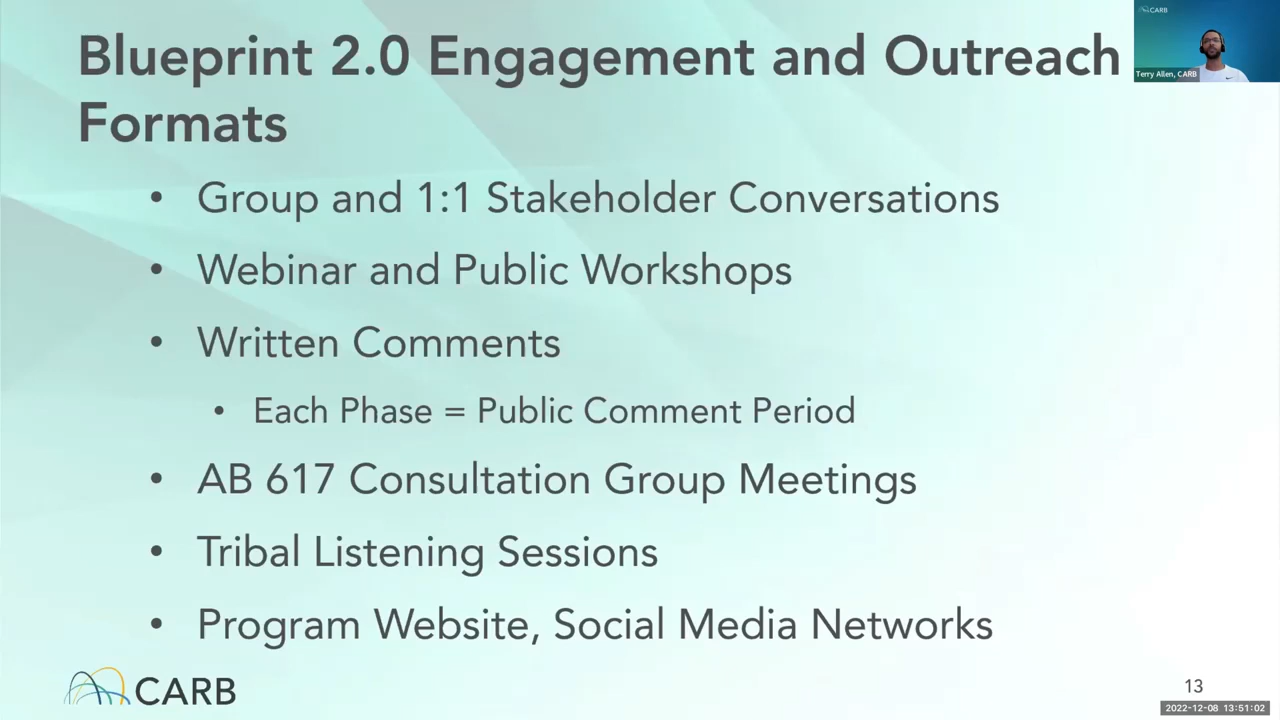 Blueprint 2.0 Engagement and Outreach
Formats
CARB
Terry Allen, CARB
• Group and 1:1 Stakeholder Conversations
• Webinar and Public Workshops
• Written Comments
• Each Phase = Public Comment Period
• AB 617 Consultation Group Meetings
• Tribal Listening Sessions
• Program Website, Social Media Networks
CARB
13
2022-12-08 13:51:02